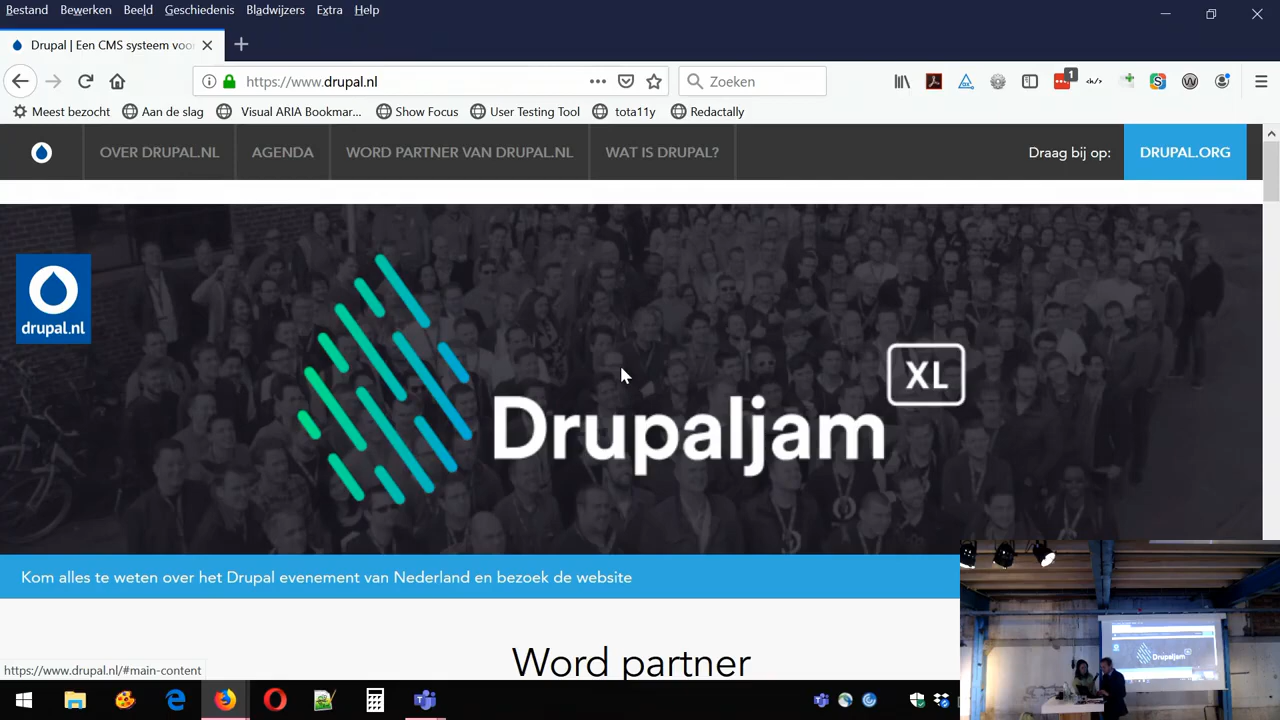 Bestand Bewerken Beeld Geschiedenis Bladwijzers Extra Help
Drupal | Een CMS systeem voo
https://www.drupal.nl
Zoeken
1
Meest bezocht Aan de slag Visual ARIA Bookmar... Show Focus User Testing Tool tota11y Redactally
OVER DRUPAL.NL AGENDA WORD PARTNER VAN DRUPAL.NL WAT IS DRUPAL? Draag bij op: DRUPAL.ORG
drupal.nl
XL
Drupaljam
Kom alles te weten over het Drupal evenement van Nederland en bezoek de website
Word partner
https://www.drupal.nl/#main-content
Drupaljam